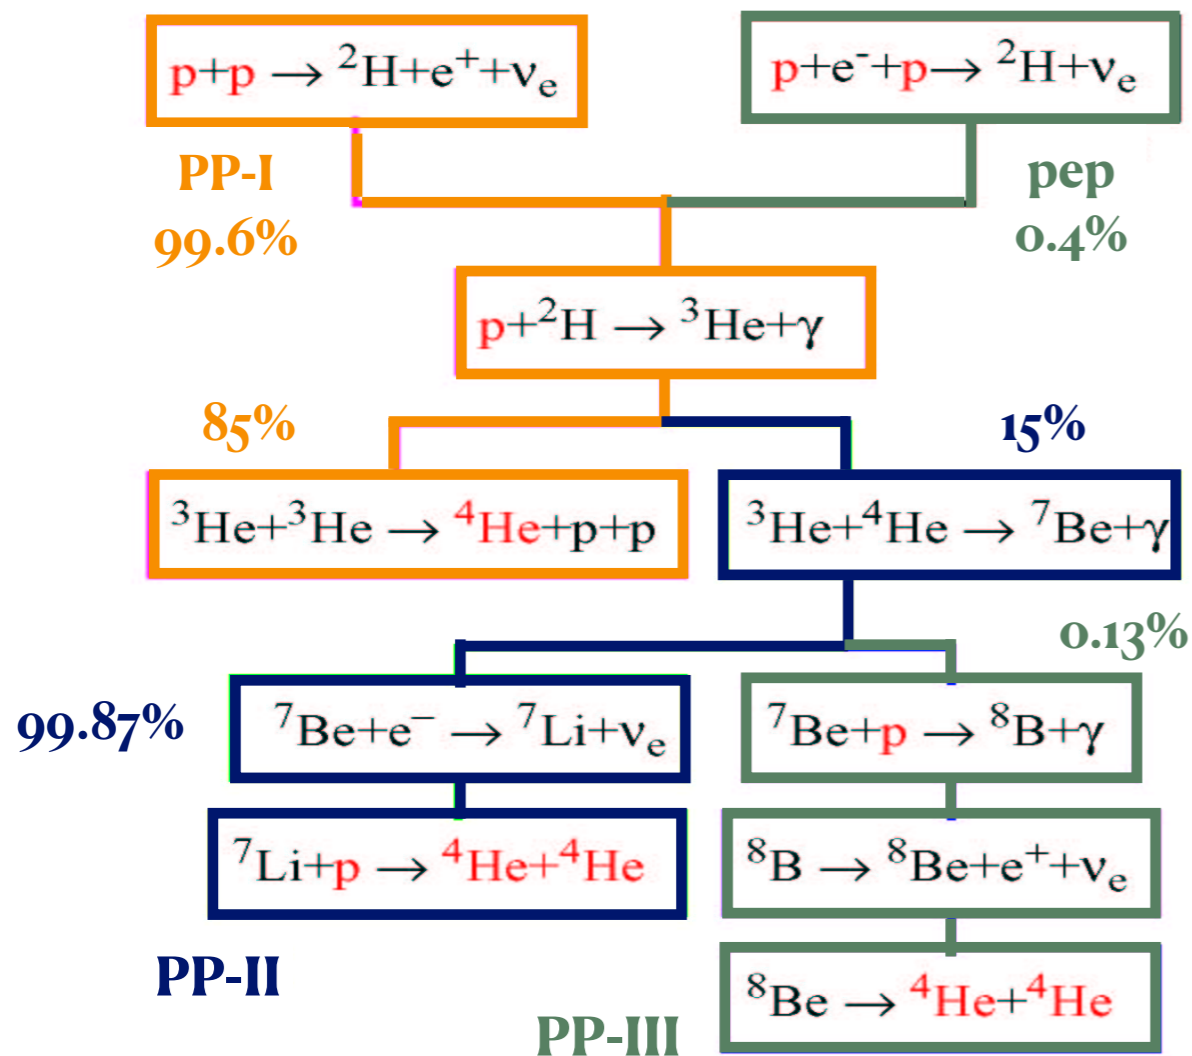 p+p → ²H+e⁺+νₑ
p+e⁻+p→ ²H+νₑ
PP-I
99.6%
pep
0.4%
p+²H → ³He+γ
85%
15%
³He+³He → ⁴He+p+p
³He+⁴He → ⁷Be+γ
0.13%
99.87%
⁷Be+e⁻ → ⁷Li+νₑ
⁷Be+p → ⁸B+γ
⁷Li+p → ⁴He+⁴He
⁸B → ⁸Be+e⁺+νₑ
PP-II
⁸Be → ⁴He+⁴He
PP-III